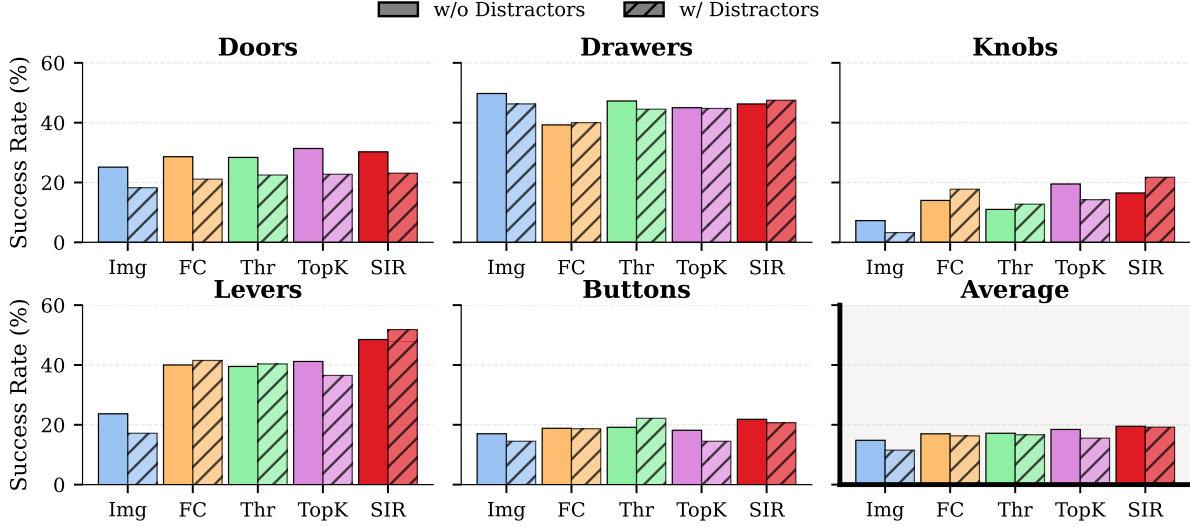 w/o Distractors w/ Distractors
Doors Drawers Knobs
Success Rate (%)
60
40
20
0
Img FC Thr TopK SIR Img FC Thr TopK SIR Img FC Thr TopK SIR
Levers Buttons Average
Success Rate (%)
60
40
20
0
Img FC Thr TopK SIR Img FC Thr TopK SIR Img FC Thr TopK SIR